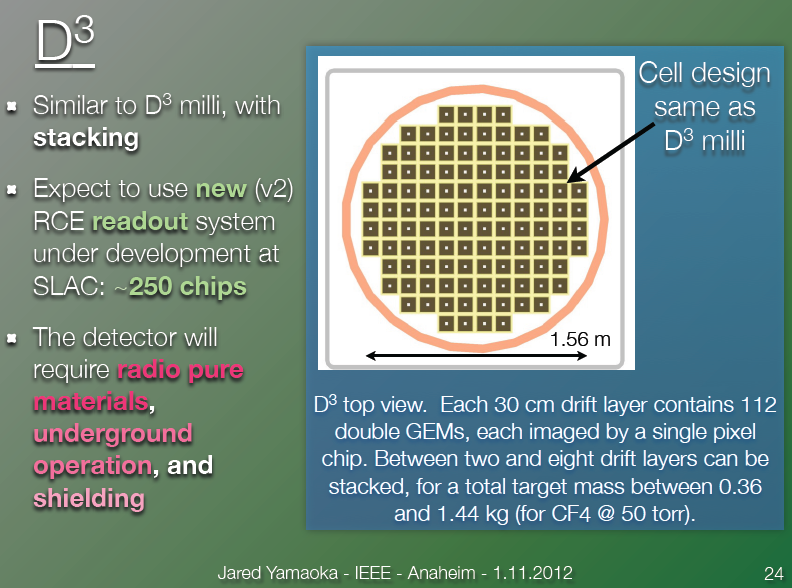 D³
Similar to D³ milli, with
stacking
Expect to use new (v2)
RCE readout system
under development at
SLAC: ~250 chips
The detector will
require radio pure
materials,
underground
operation, and
shielding
Cell design
same as
D³ milli
1.56 m
D³ top view. Each 30 cm drift layer contains 112
double GEMs, each imaged by a single pixel
chip. Between two and eight drift layers can be
stacked, for a total target mass between 0.36
and 1.44 kg (for CF4 @ 50 torr).
Jared Yamaoka - IEEE - Anaheim - 1.11.2012
24